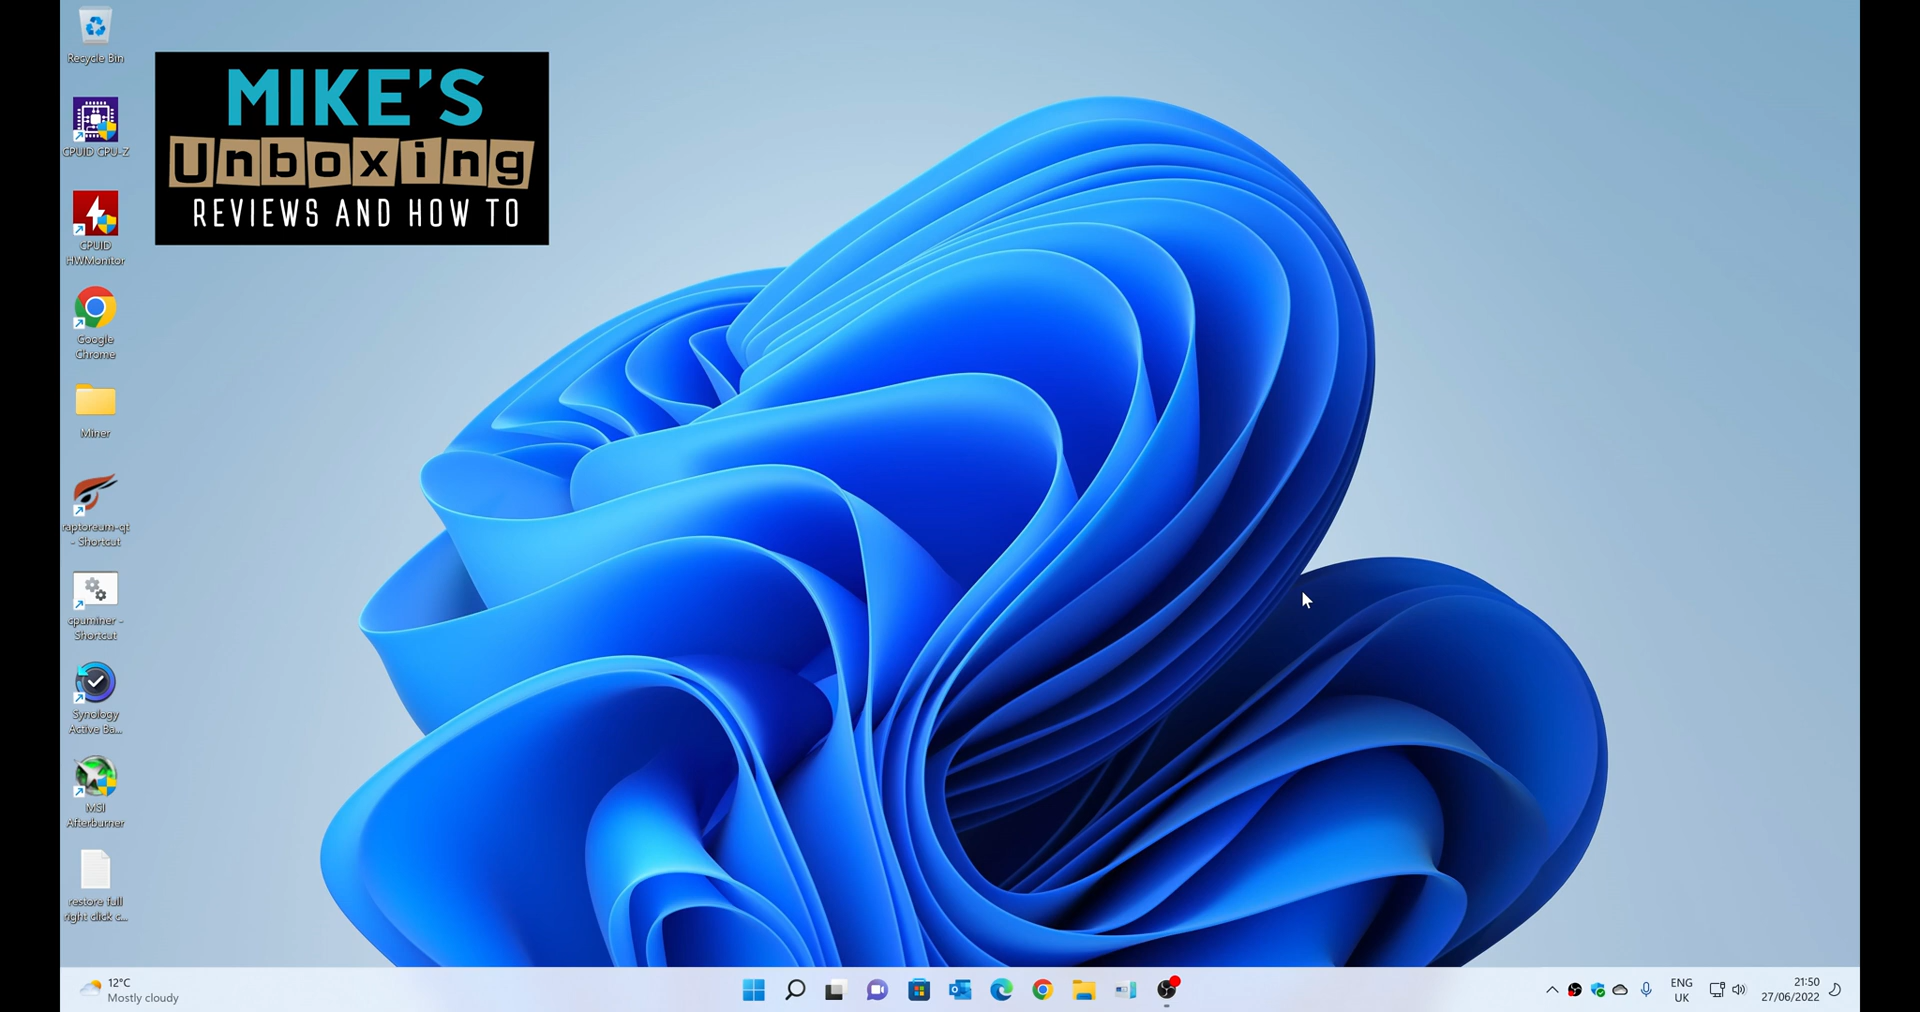 Recycle Bin
MIKE'S
Unboxing
REVIEWS AND HOW TO
CPUID CPU-Z
CPUID
HWMonitor
Google
Chrome
Miner
raptoreum-qt
- Shortcut
cpuminer -
Shortcut
Synology
Active Ba...
MSI
Afterburner
restore full
right click c...
12°C
Mostly cloudy
ENG
UK
21:50
27/06/2022